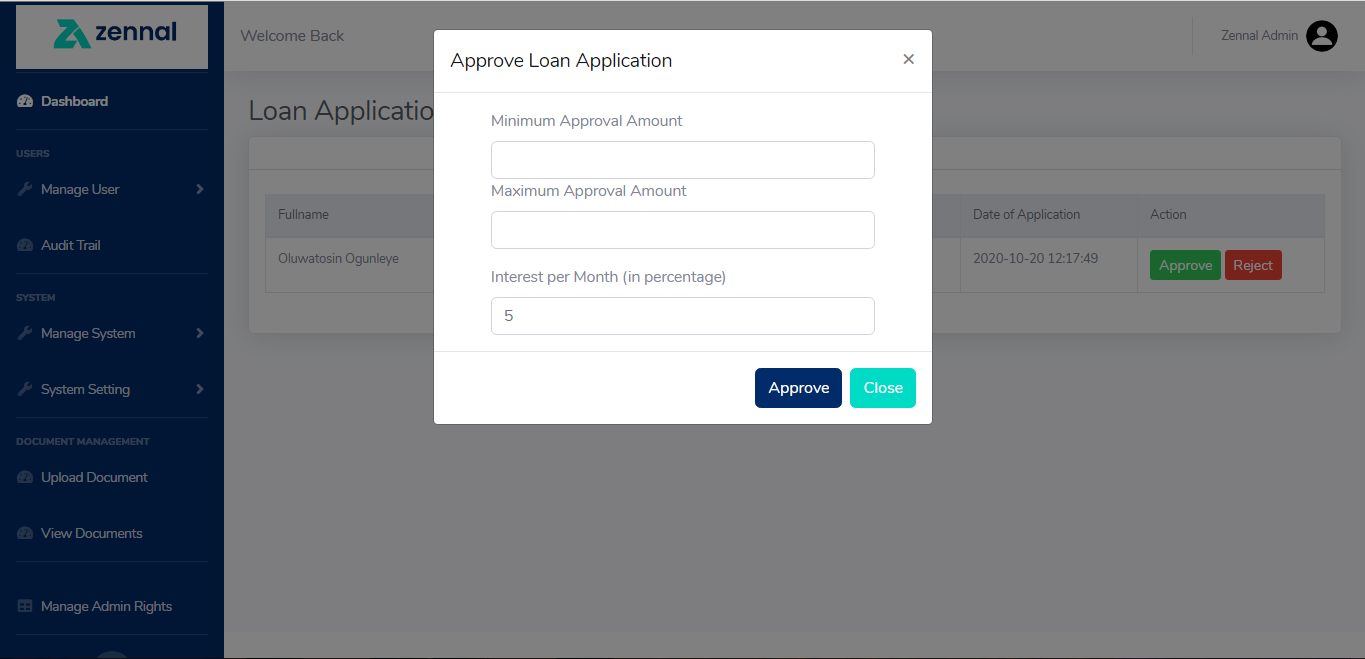 zennal
Welcome Back
Zennal Admin
Dashboard
USERS
Manage User
Audit Trail
SYSTEM
Manage System
System Setting
DOCUMENT MANAGEMENT
Upload Document
View Documents
Manage Admin Rights
Loan Applicatio
Fullname
Date of Application
Action
Oluwatosin Ogunleye
2020-10-20 12:17:49
Approve
Reject
Approve Loan Application
×
Minimum Approval Amount
Maximum Approval Amount
Interest per Month (in percentage)
5
Approve
Close